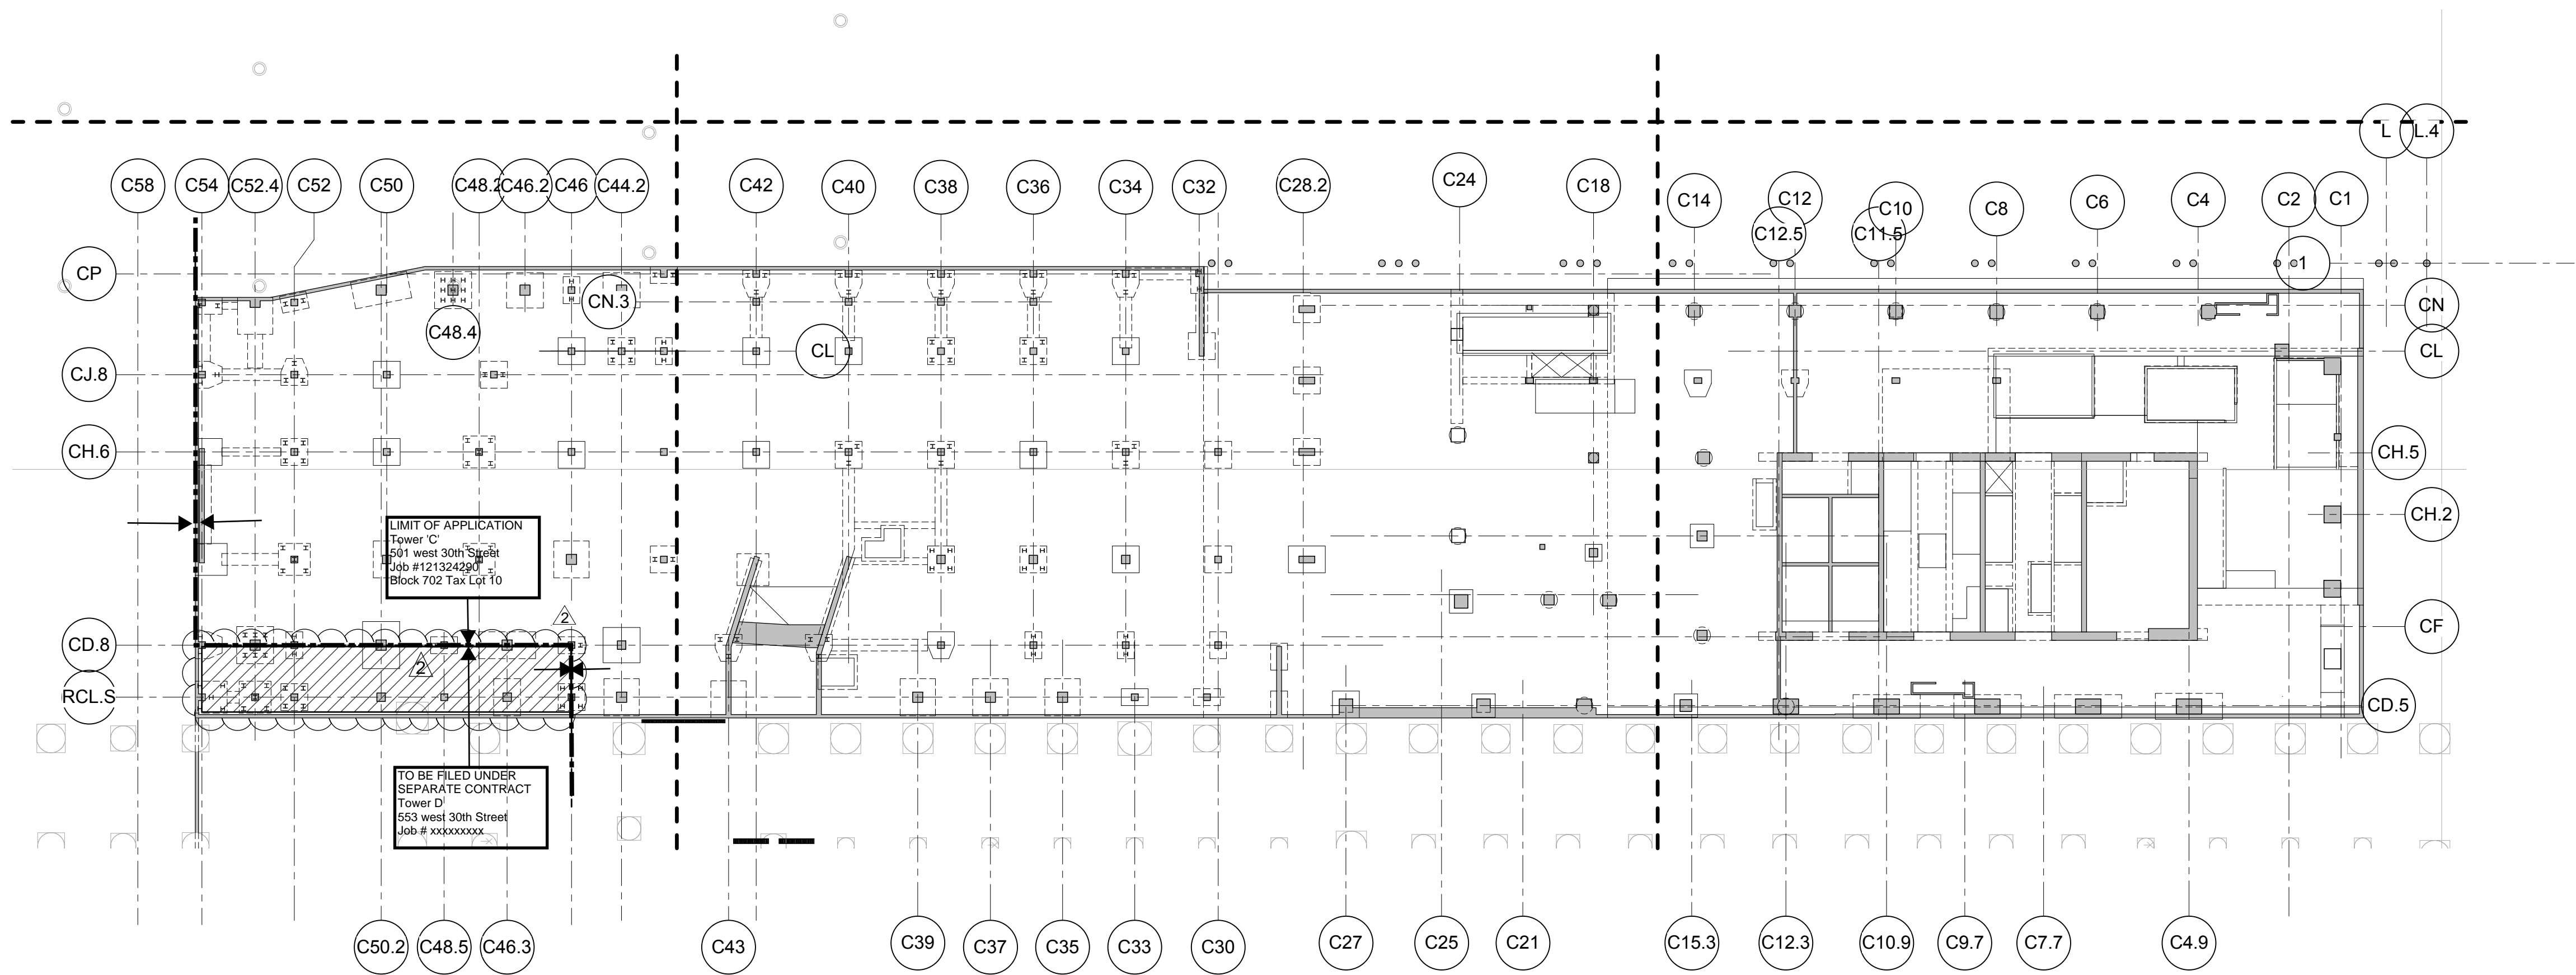 L
L.4
C58
C54
C52.4
C52
C50
C48.2
C46.2
C46
C44.2
C42
C40
C38
C36
C34
C32
C28.2
C24
C18
C14
C12
C10
C8
C6
C4
C2
C1
C12.5
C11.5
CP
1
CN.3
CN
C48.4
CL
CL
CJ.8
CH.6
CH.5
CH.2
LIMIT OF APPLICATION
Tower 'C'
501 west 30th Street
Job #121324290
Block 702 Tax Lot 10
2
CD.8
CF
2
RCL.S
CD.5
TO BE FILED UNDER
SEPARATE CONTRACT
Tower D
553 west 30th Street
Job # xxxxxxxxx
C50.2
C48.5
C46.3
C43
C39
C37
C35
C33
C30
C27
C25
C21
C15.3
C12.3
C10.9
C9.7
C7.7
C4.9